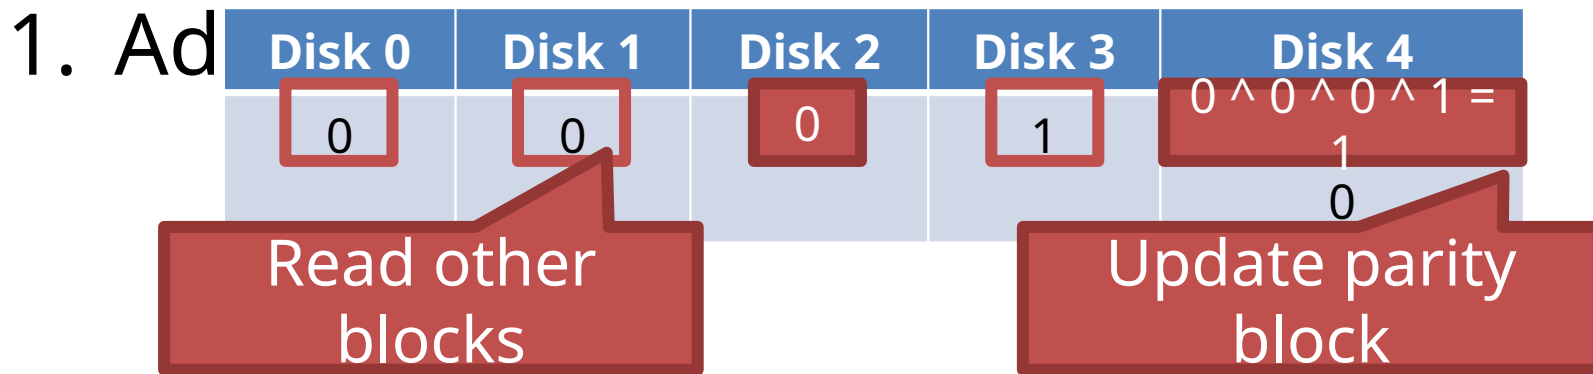 1. Ad
Disk 0 Disk 1 Disk 2 Disk 3 Disk 4
0 0 0 1 0 ^ 0 ^ 0 ^ 1 =
1
0
Read other
blocks
Update parity
block